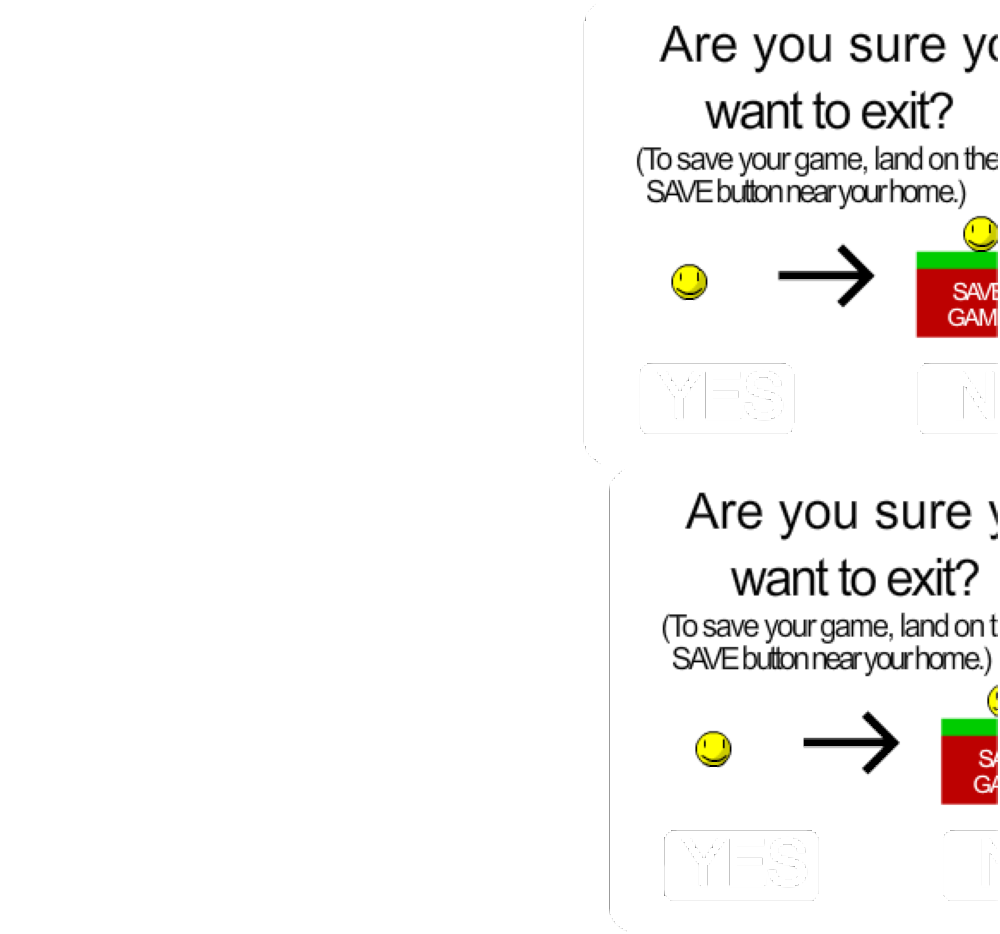 Are you sure yo
want to exit?
(To save your game, land on the
SAVE button near your home.)
SAVE
GAM
YES
N
Are you sure y
want to exit?
(To save your game, land on t
SAVE button near your home.)
SA
GA
YES
N